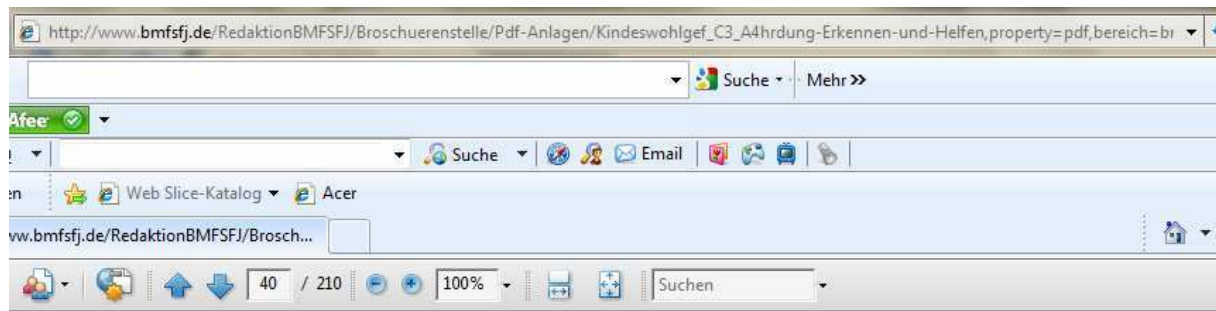 http://www.bmfsfj.de/RedaktionBMFSFJ/Broschuerenstelle/Pdf-Anlagen/Kindeswohlgef_C3_A4hrdung-Erkennen-und-Helfen,property=pdf,bereich=
Suche Mehr >>
Afee
Suche Email
en Web Slice-Katalog Acer
ww.bmfsfj.de/RedaktionBMFSFJ/Brosch...
40 / 210 100% Suchen